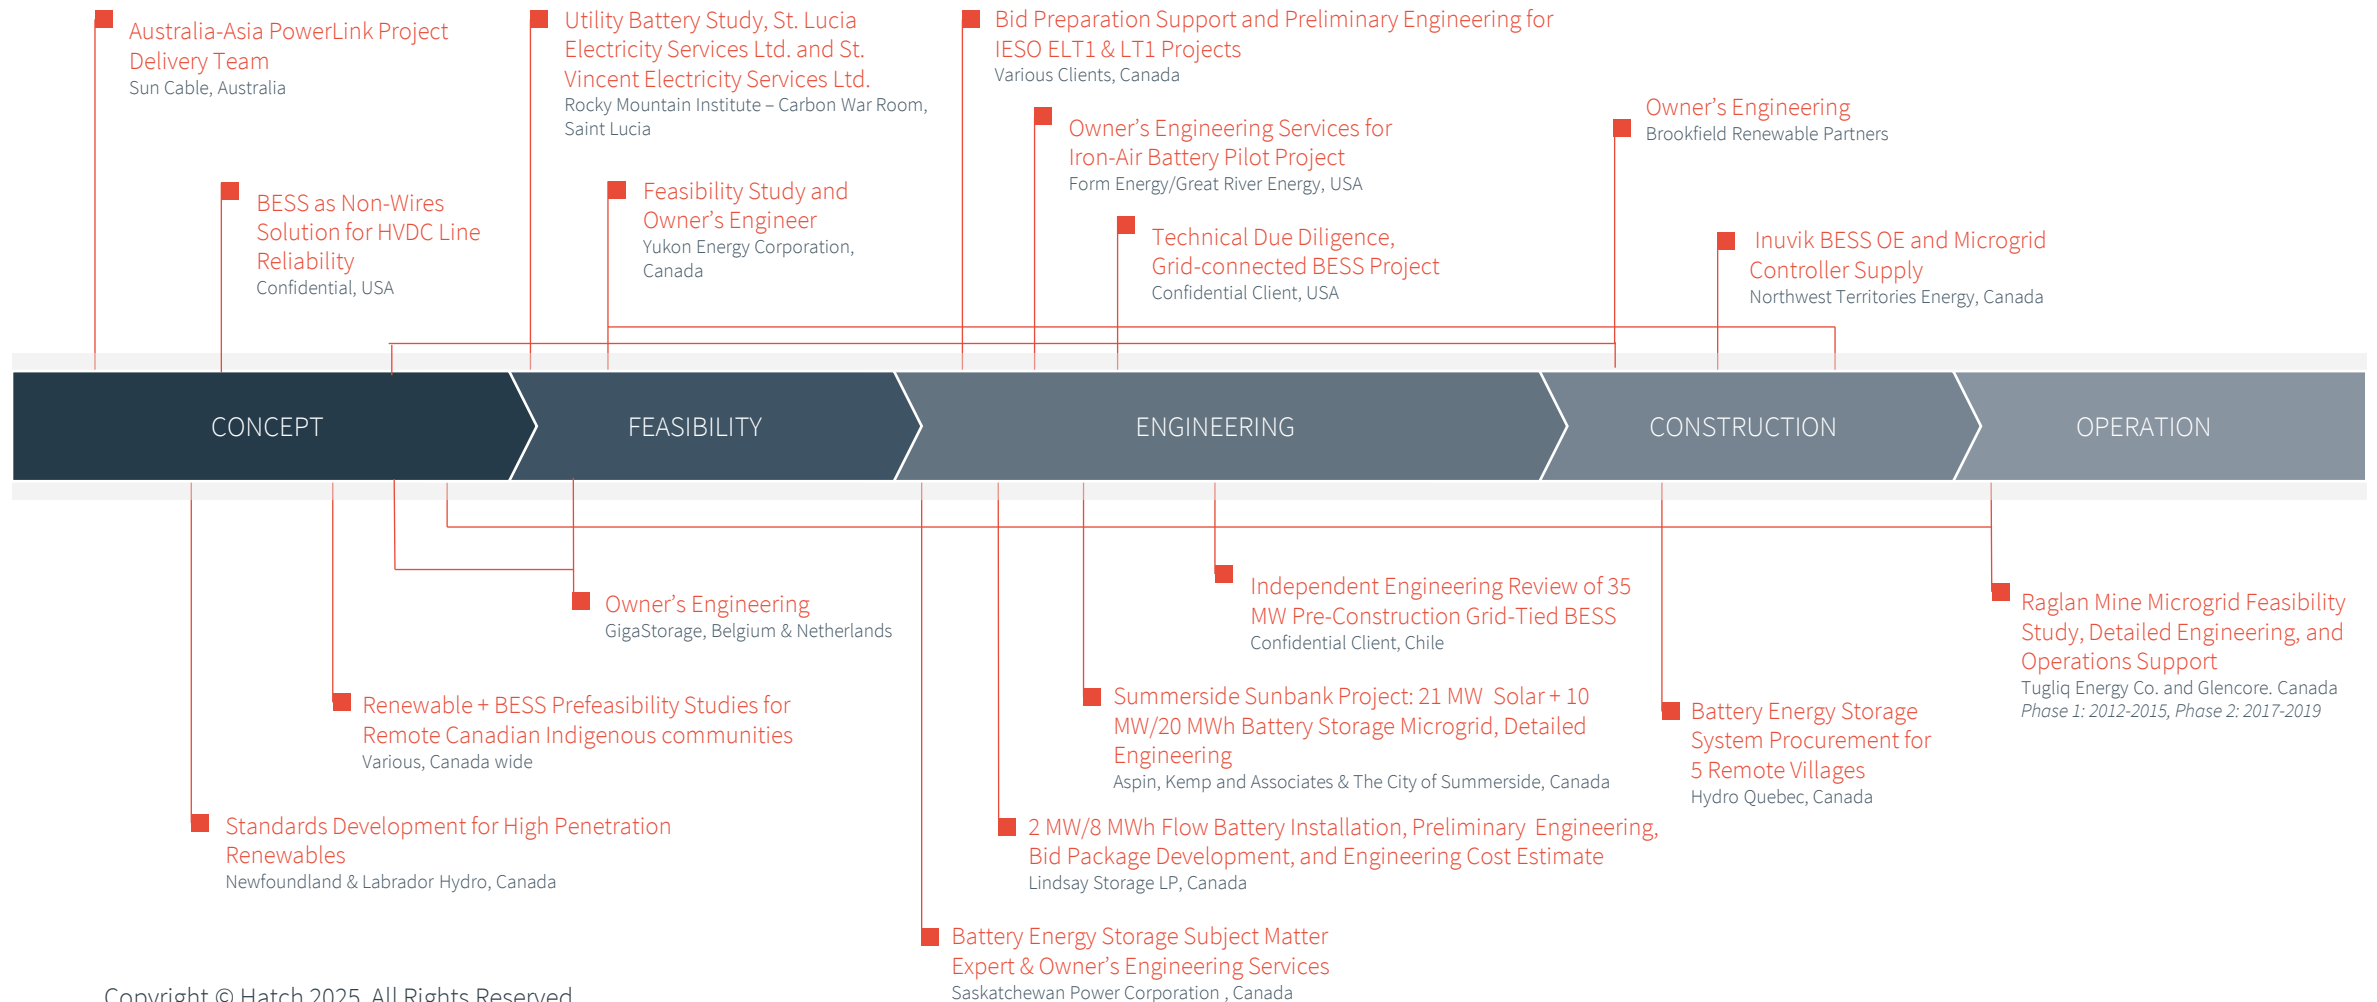 Australia-Asia PowerLink Project
Delivery Team
Sun Cable, Australia
Utility Battery Study, St. Lucia
Electricity Services Ltd. and St.
Vincent Electricity Services Ltd.
Rocky Mountain Institute – Carbon War Room,
Saint Lucia
Bid Preparation Support and Preliminary Engineering for
IESO ELT1 & LT1 Projects
Various Clients, Canada
Owner’s Engineering Services for
Iron-Air Battery Pilot Project
Form Energy/Great River Energy, USA
Owner’s Engineering
Brookfield Renewable Partners
BESS as Non-Wires
Solution for HVDC Line
Reliability
Confidential, USA
Feasibility Study and
Owner’s Engineer
Yukon Energy Corporation,
Canada
Technical Due Diligence,
Grid-connected BESS Project
Confidential Client, USA
Inuvik BESS OE and Microgrid
Controller Supply
Northwest Territories Energy, Canada
CONCEPT
FEASIBILITY
ENGINEERING
CONSTRUCTION
OPERATION
Owner’s Engineering
GigaStorage, Belgium & Netherlands
Independent Engineering Review of 35
MW Pre-Construction Grid-Tied BESS
Confidential Client, Chile
Raglan Mine Microgrid Feasibility
Study, Detailed Engineering, and
Operations Support
Tugliq Energy Co. and Glencore. Canada
Phase 1: 2012-2015, Phase 2: 2017-2019
Renewable + BESS Prefeasibility Studies for
Remote Canadian Indigenous communities
Various, Canada wide
Summerside Sunbank Project: 21 MW Solar + 10
MW/20 MWh Battery Storage Microgrid, Detailed
Engineering
Aspin, Kemp and Associates & The City of Summerside, Canada
Battery Energy Storage
System Procurement for
5 Remote Villages
Hydro Quebec, Canada
Standards Development for High Penetration
Renewables
Newfoundland & Labrador Hydro, Canada
2 MW/8 MWh Flow Battery Installation, Preliminary Engineering,
Bid Package Development, and Engineering Cost Estimate
Lindsay Storage LP, Canada
Battery Energy Storage Subject Matter
Expert & Owner’s Engineering Services
Saskatchewan Power Corporation , Canada
Copyright © Hatch 2025. All Rights Reserved